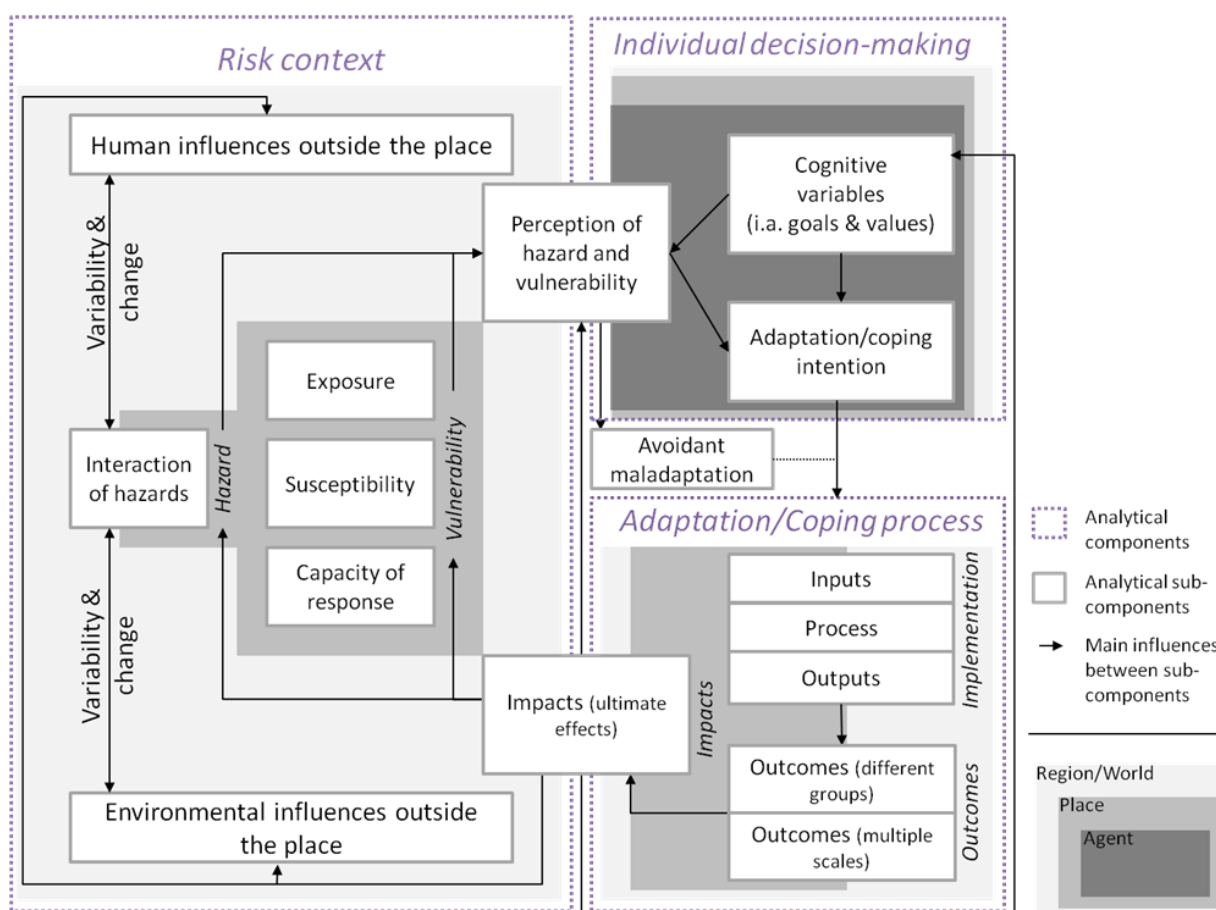 Risk context
Human influences outside the place
Variability &
change
Interaction
of hazards
Hazard
Exposure
Susceptibility
Capacity of
response
Vulnerability
Variability &
change
Environmental influences outside
the place
Perception of
hazard and
vulnerability
Impacts (ultimate
effects)
Individual decision-making
Cognitive
variables
(i.a. goals & values)
Adaptation/coping
intention
Avoidant
maladaptation
Adaptation/Coping process
Inputs
Process
Outputs
Implementation
Impacts
Outcomes (different
groups)
Outcomes (multiple
scales)
Outcomes
Analytical
components
Analytical sub-
components
Main influences
between sub-
components
Region/World
Place
Agent